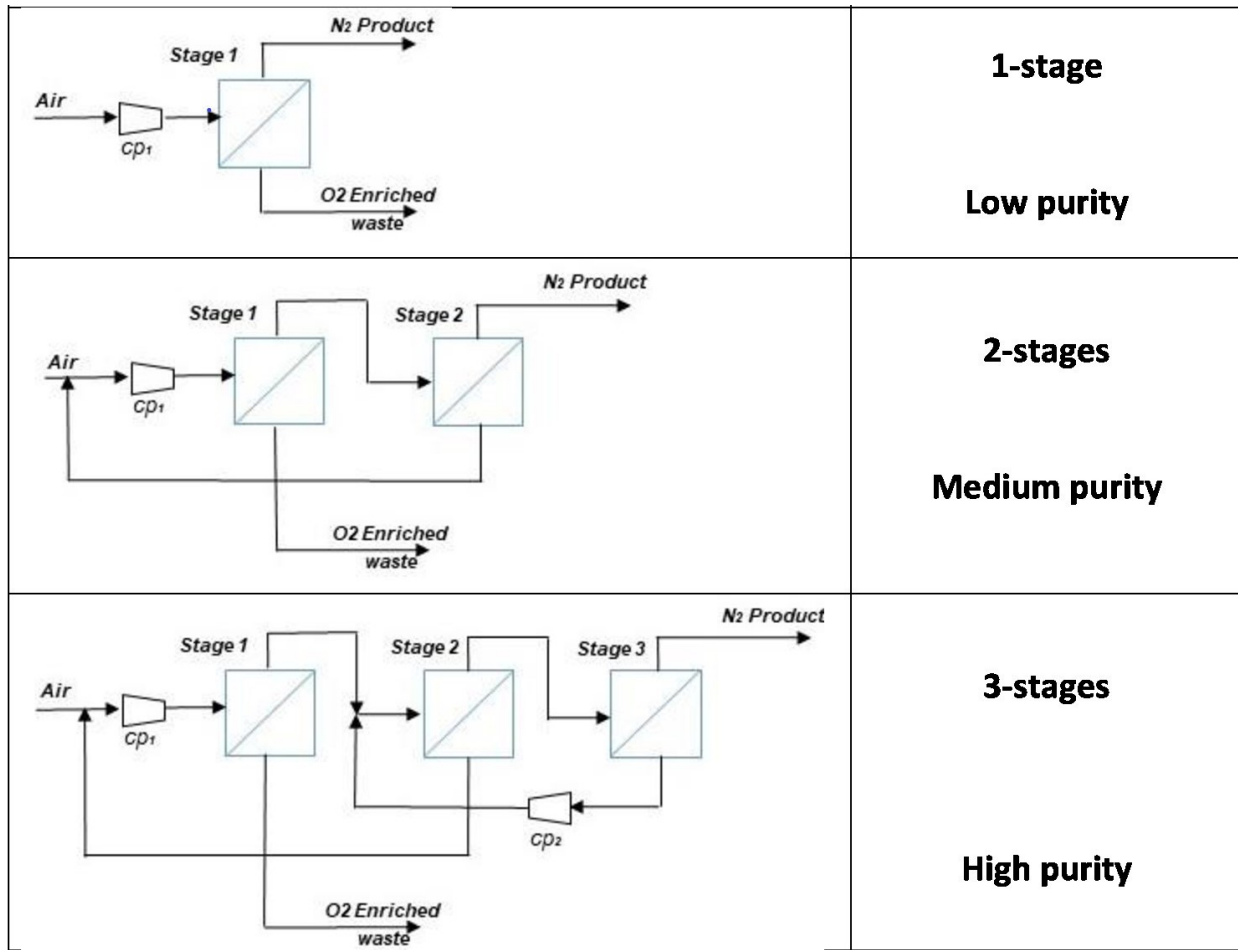 N₂ Product
Stage 1
Air
cp₁
O2 Enriched
waste
1-stage
Low purity
N₂ Product
Stage 1
Stage 2
Air
cp₁
O2 Enriched
waste
2-stages
Medium purity
N₂ Product
Stage 1
Stage 2
Stage 3
Air
cp₁
cp₂
O2 Enriched
waste
3-stages
High purity